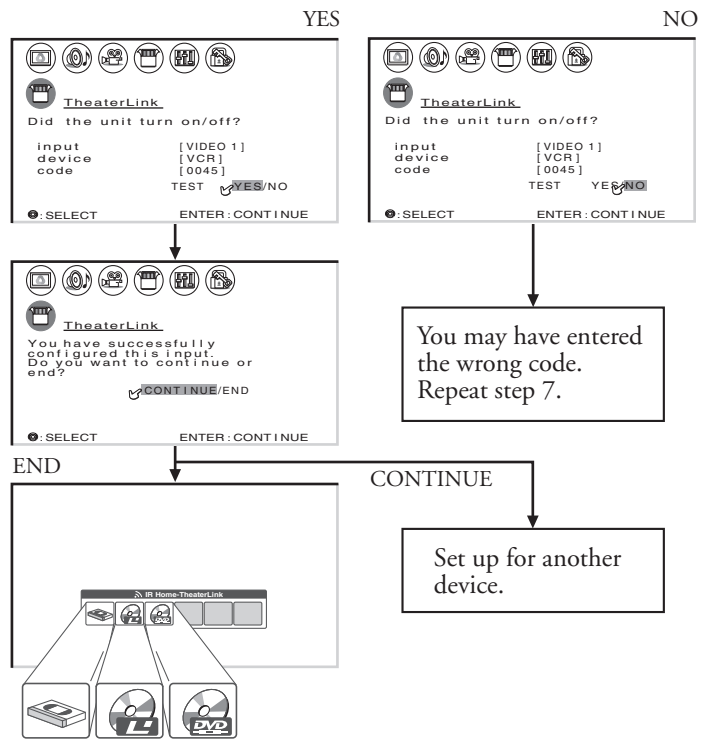 YES
TheaterLink
Did the unit turn on/off?
input [VIDEO 1]
device [VCR]
code [0045]
TEST YES/NO
: SELECT ENTER : CONTINUE
NO
TheaterLink
Did the unit turn on/off?
input [VIDEO 1]
device [VCR]
code [0045]
TEST YES/NO
: SELECT ENTER : CONTINUE
TheaterLink
You have successfully
configured this input.
Do you want to continue or
end?
CONTINUE/END
: SELECT ENTER : CONTINUE
You may have entered
the wrong code.
Repeat step 7.
END
CONTINUE
IR Home-TheaterLink
Set up for another
device.
L
DVD
L
DVD